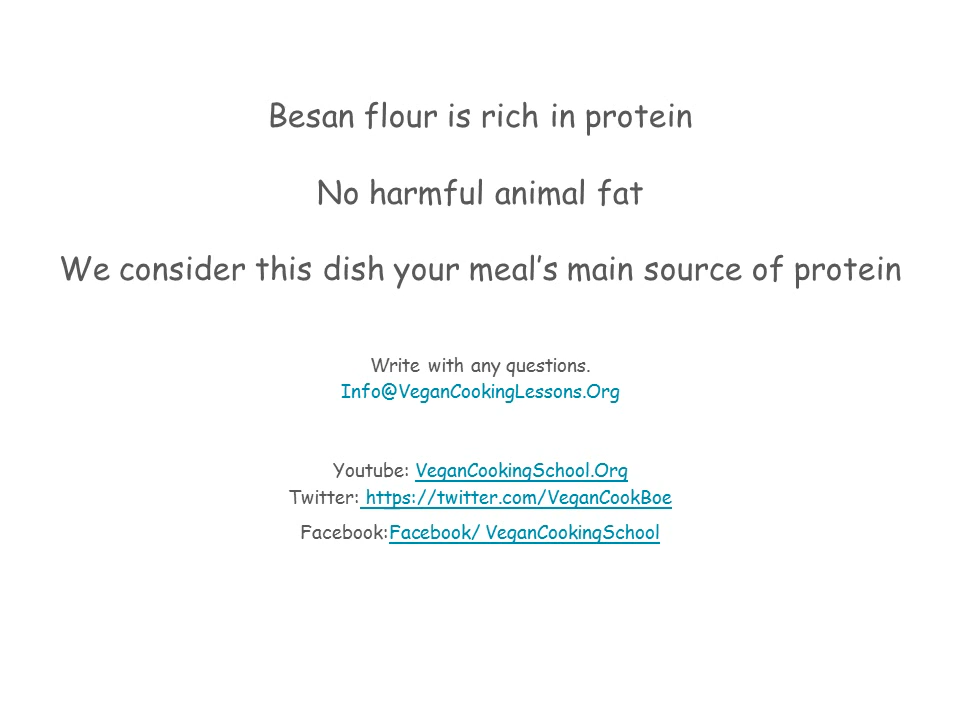 Besan flour is rich in protein
No harmful animal fat
We consider this dish your meal’s main source of protein
Write with any questions.
Info@VeganCookingLessons.Org
Youtube: VeganCookingSchool.Org
Twitter: https://twitter.com/VeganCookBoe
Facebook:Facebook/ VeganCookingSchool